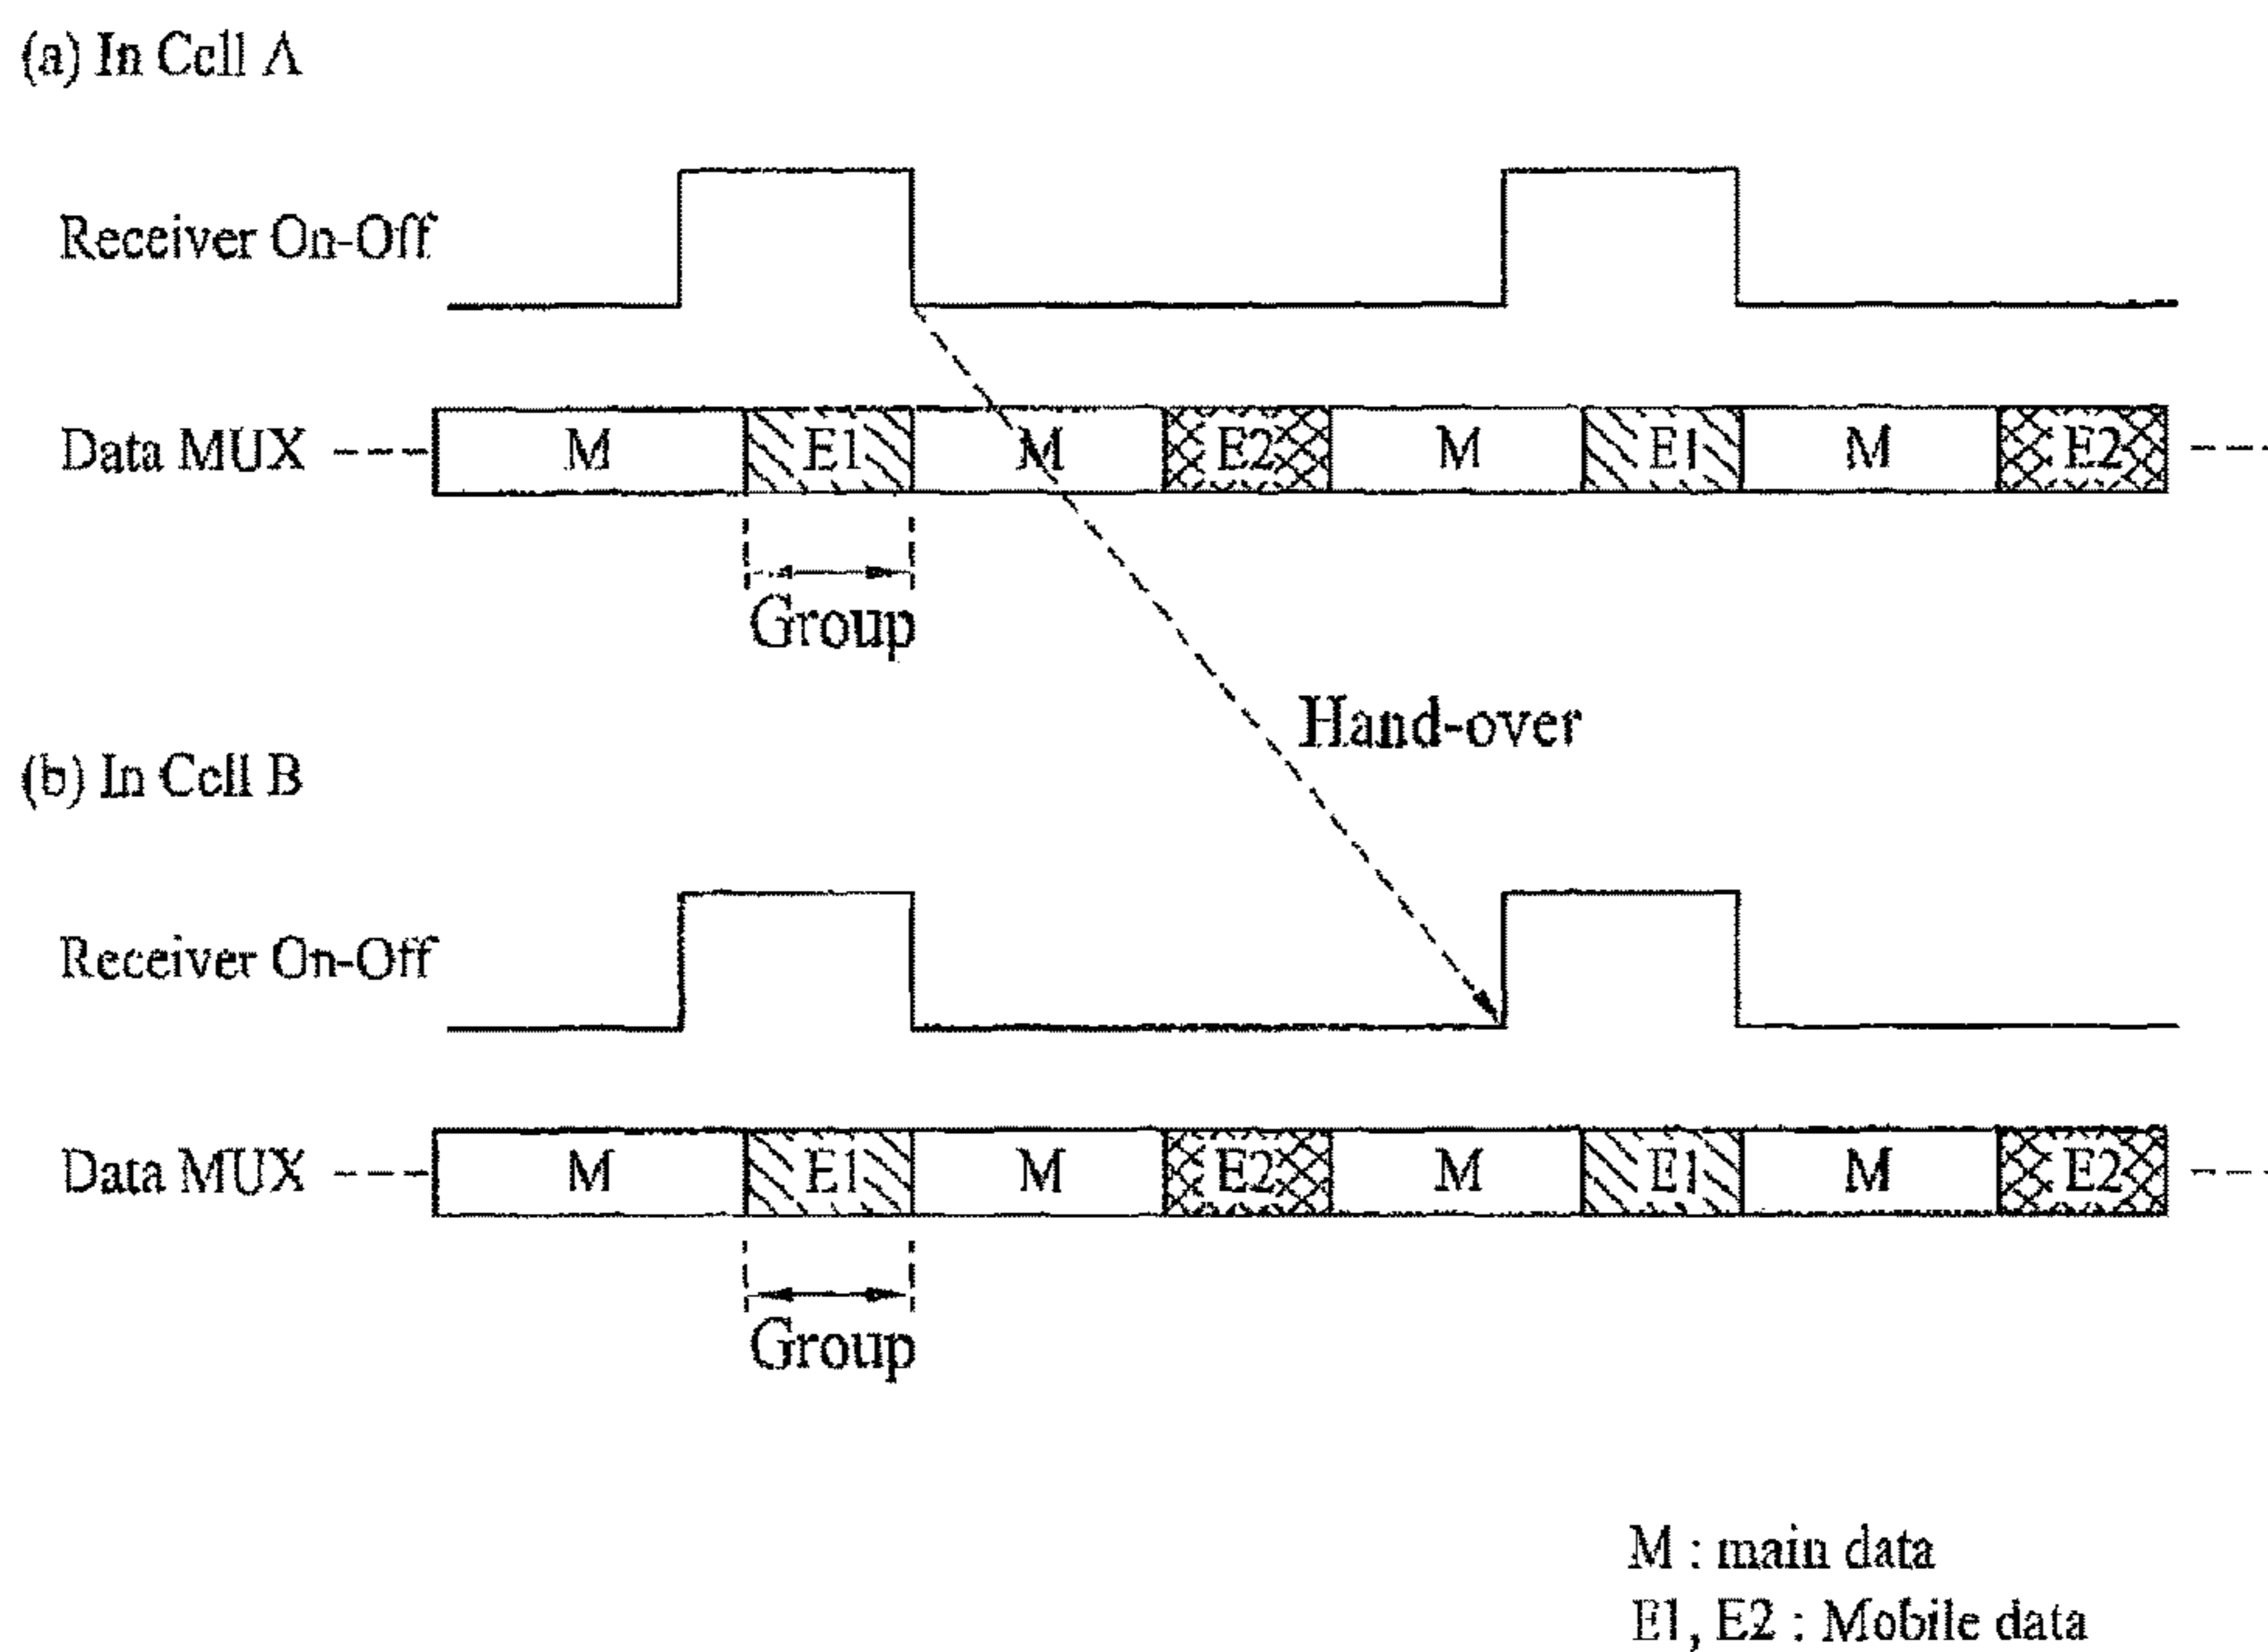 (a) In Cell A
Receiver On-Off
Data MUX M E1 M E2 M E1 M E2
Group
Hand-over
(b) In Cell B
Receiver On-Off
Data MUX M E1 M E2 M E1 M E2
Group
M : main data
E1, E2 : Mobile data